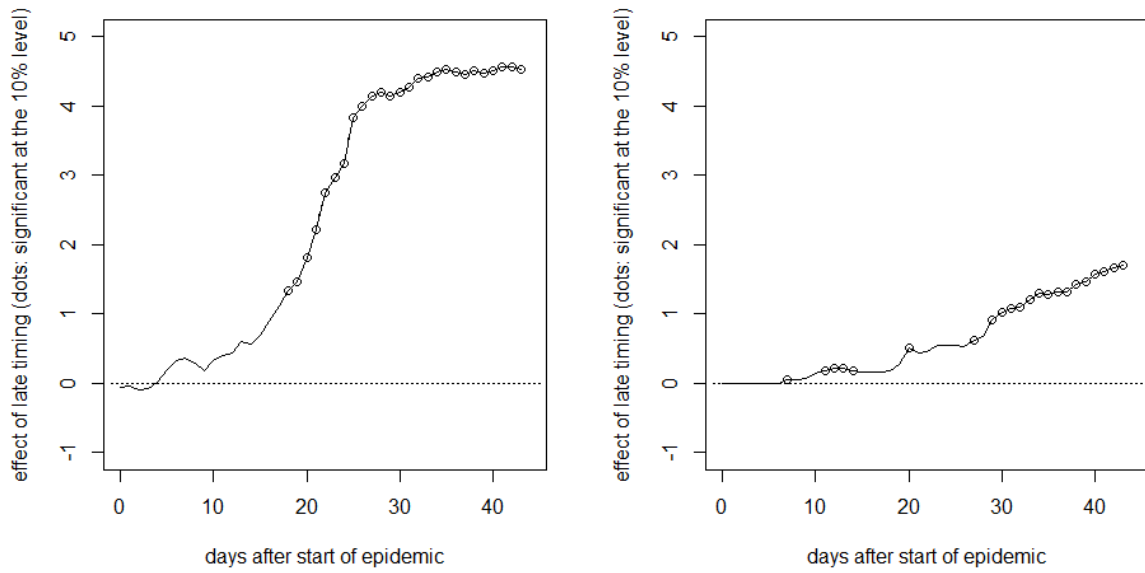 effect of late timing (dots: significant at the 10% level)
5
4
3
2
1
0
-1
0 10 20 30 40
days after start of epidemic
effect of late timing (dots: significant at the 10% level)
5
4
3
2
1
0
-1
0 10 20 30 40
days after start of epidemic